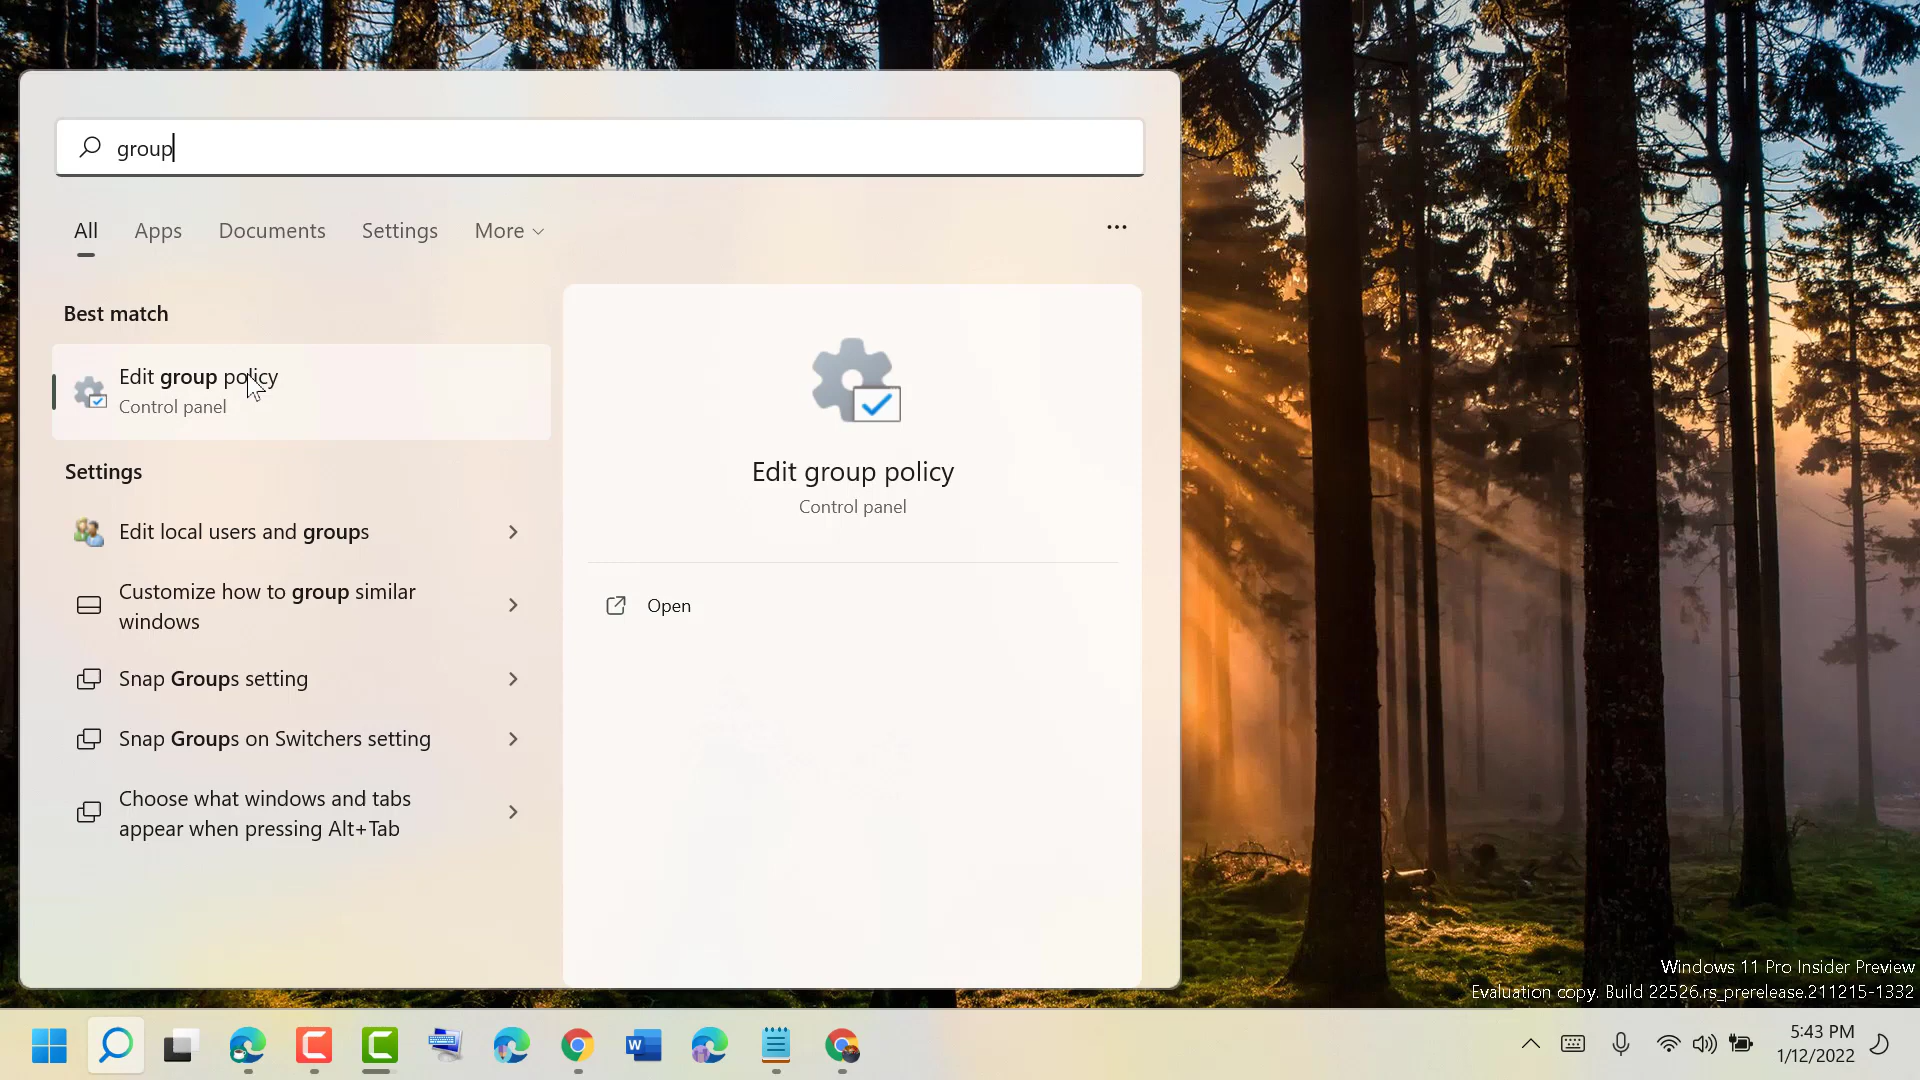 group
All Apps Documents Settings More
Best match
Edit group policy
Control panel
Settings
Edit local users and groups
Customize how to group similar
windows
Snap Groups setting
Snap Groups on Switchers setting
Choose what windows and tabs
appear when pressing Alt+Tab
Edit group policy
Control panel
Open
Windows 11 Pro Insider Preview
Evaluation copy. Build 22526.rs_prerelease.211215-1332
5:43 PM
1/12/2022